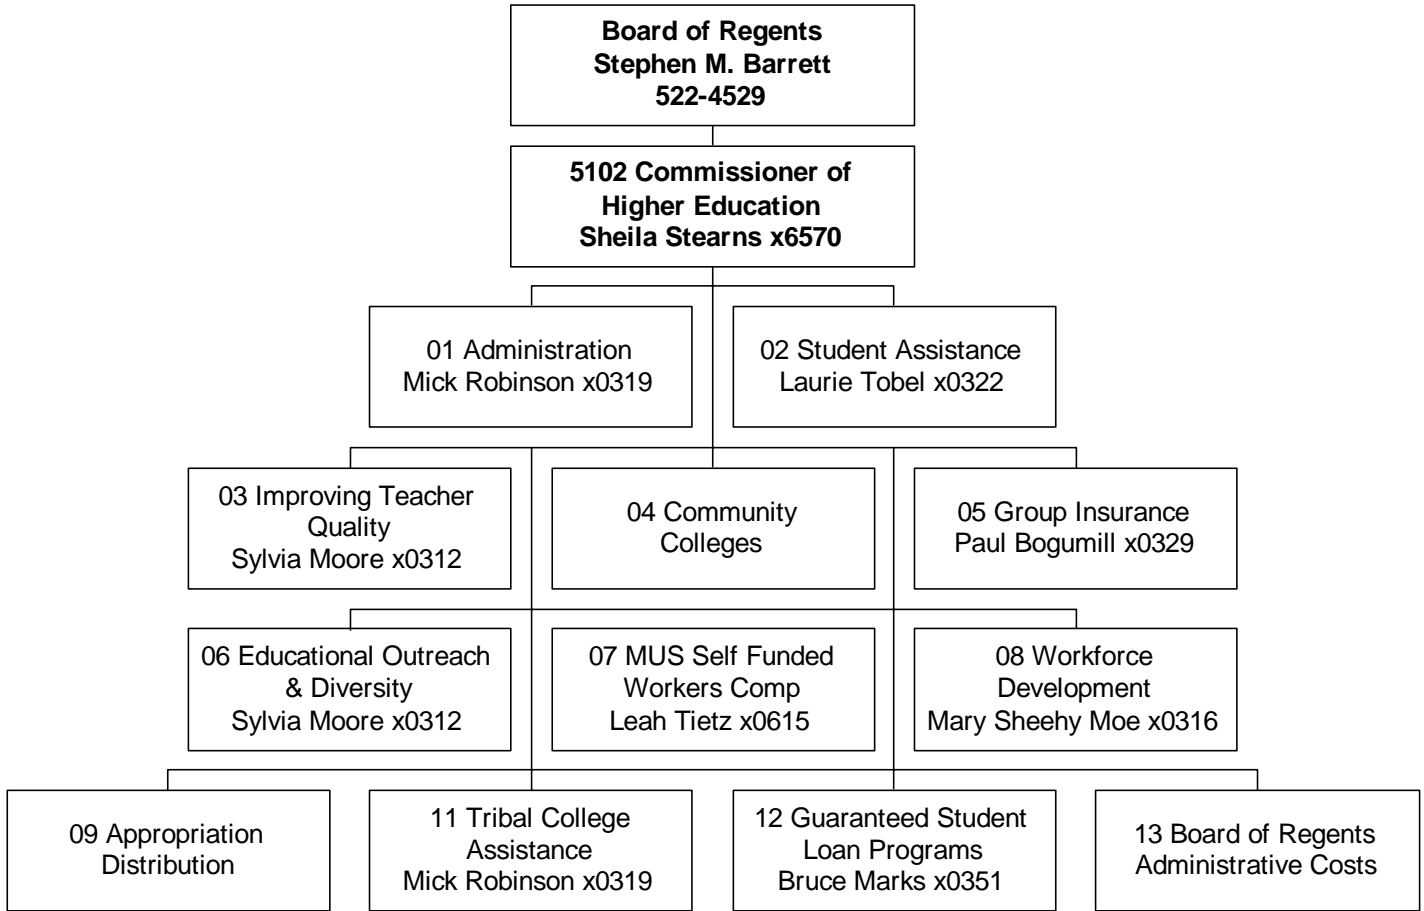 Board of Regents
Stephen M. Barrett
522-4529
5102 Commissioner of
Higher Education
Sheila Stearns x6570
01 Administration
Mick Robinson x0319
02 Student Assistance
Laurie Tobel x0322
03 Improving Teacher
Quality
Sylvia Moore x0312
04 Community
Colleges
05 Group Insurance
Paul Bogumill x0329
06 Educational Outreach
& Diversity
Sylvia Moore x0312
07 MUS Self Funded
Workers Comp
Leah Tietz x0615
08 Workforce
Development
Mary Sheehy Moe x0316
09 Appropriation
Distribution
11 Tribal College
Assistance
Mick Robinson x0319
12 Guaranteed Student
Loan Programs
Bruce Marks x0351
13 Board of Regents
Administrative Costs